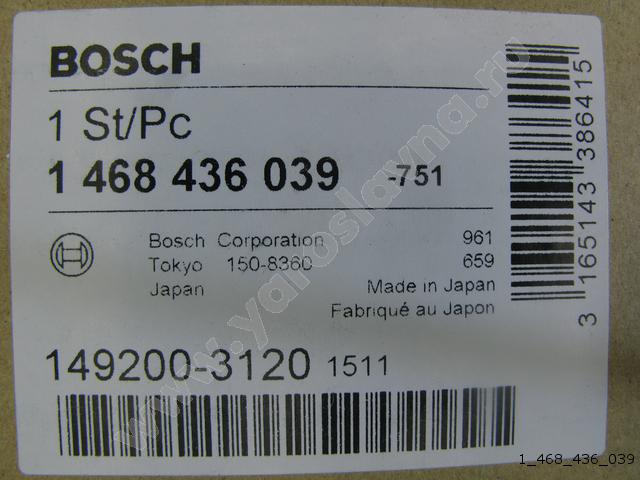 BOSCH
1 St/Pc
1 468 436 039 -751
Bosch Corporation 961
Tokyo 150-8360 659
Japan Made in Japan
Fabriqué au Japon
149200-3120 1511
3 165143 386415
www.yaroslavna.ru
1_468_436_039